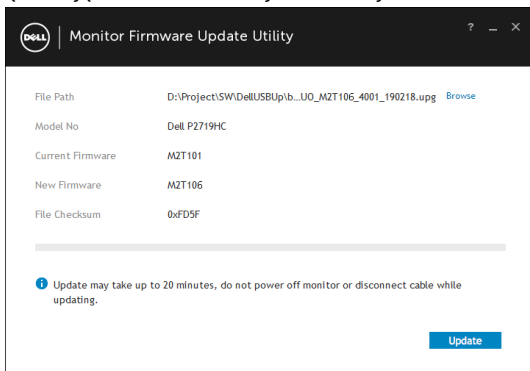 DELL Monitor Firmware Update Utility ? _ ×
File Path D:\Project\SW\DellUSBUp\b...UO_M2T106_4001_190218.upg Browse
Model No Dell P2719HC
Current Firmware M2T101
New Firmware M2T106
File Checksum 0xFD5F
Update may take up to 20 minutes, do not power off monitor or disconnect cable while
updating.
Update